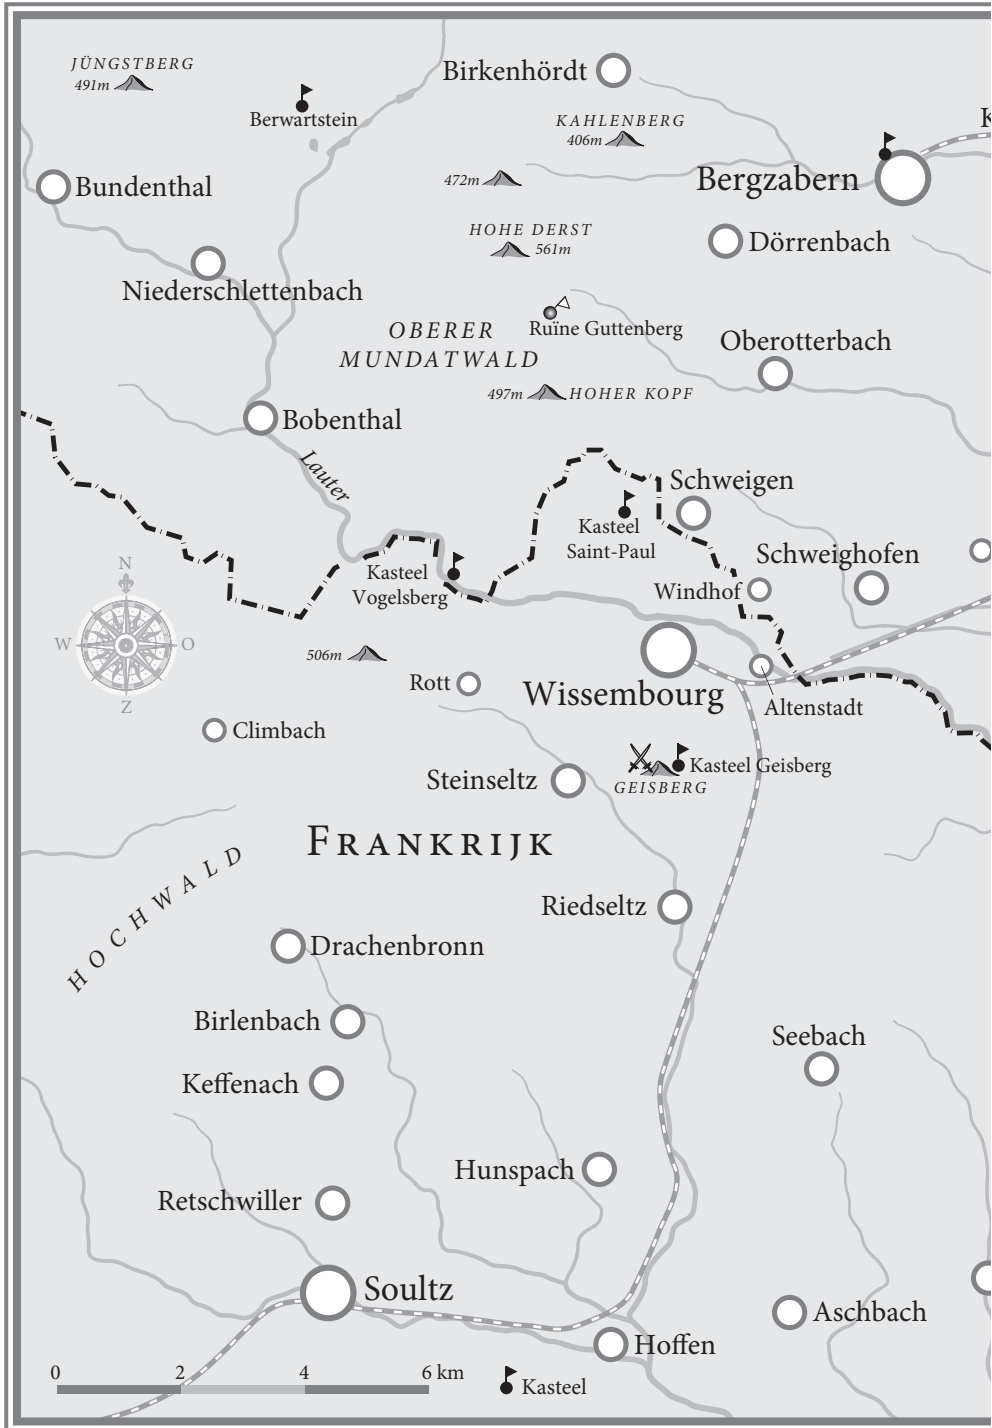 JÜNGSTBERG
491m
Berwartstein
Birkenhördt
KAHLENBERG
406m
K
Bundenthal
472m
Bergzabern
HOHE DERST
561m
Dörrenbach
Niederschlettenbach
OBERER
MUNDATWALD
Ruïne Guttenberg
Oberotterbach
497m
HOHER KOPF
Bobenthal
Lauter
Schweigen
Kasteel
Saint-Paul
Schweighofen
N
Kasteel
Vogelsberg
Windhof
W
O
Z
506m
Rott
Wissembourg
Altenstadt
Climbach
Steinseltz
Kasteel Geisberg
GEISBERG
FRANKRIJK
HOCHWALD
Riedseltz
Drachenbronn
Birlenbach
Seebach
Keffenach
Hunspach
Retschwiller
Soultz
Aschbach
Hoffen
0 2 4 6 km
Kasteel